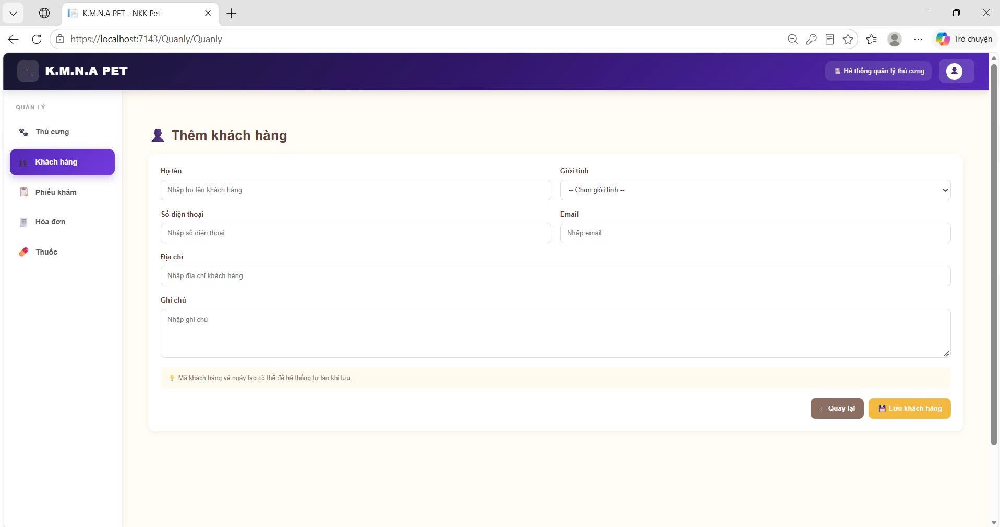 K.M.N.A PET - NKK Pet
https://localhost:7143/Quanly/Quanly
Trò chuyện
K.M.N.A PET
Hệ thống quản lý thú cưng
QUẢN LÝ
Thú cưng
Khách hàng
Phiếu khám
Hóa đơn
Thuốc
Thêm khách hàng
Họ tên
Giới tính
Nhập họ tên khách hàng
-- Chọn giới tính --
Số điện thoại
Email
Nhập số điện thoại
Nhập email
Địa chỉ
Nhập địa chỉ khách hàng
Ghi chú
Nhập ghi chú
Mã khách hàng và ngày tạo có thể để hệ thống tự tạo khi lưu.
← Quay lại
Lưu khách hàng